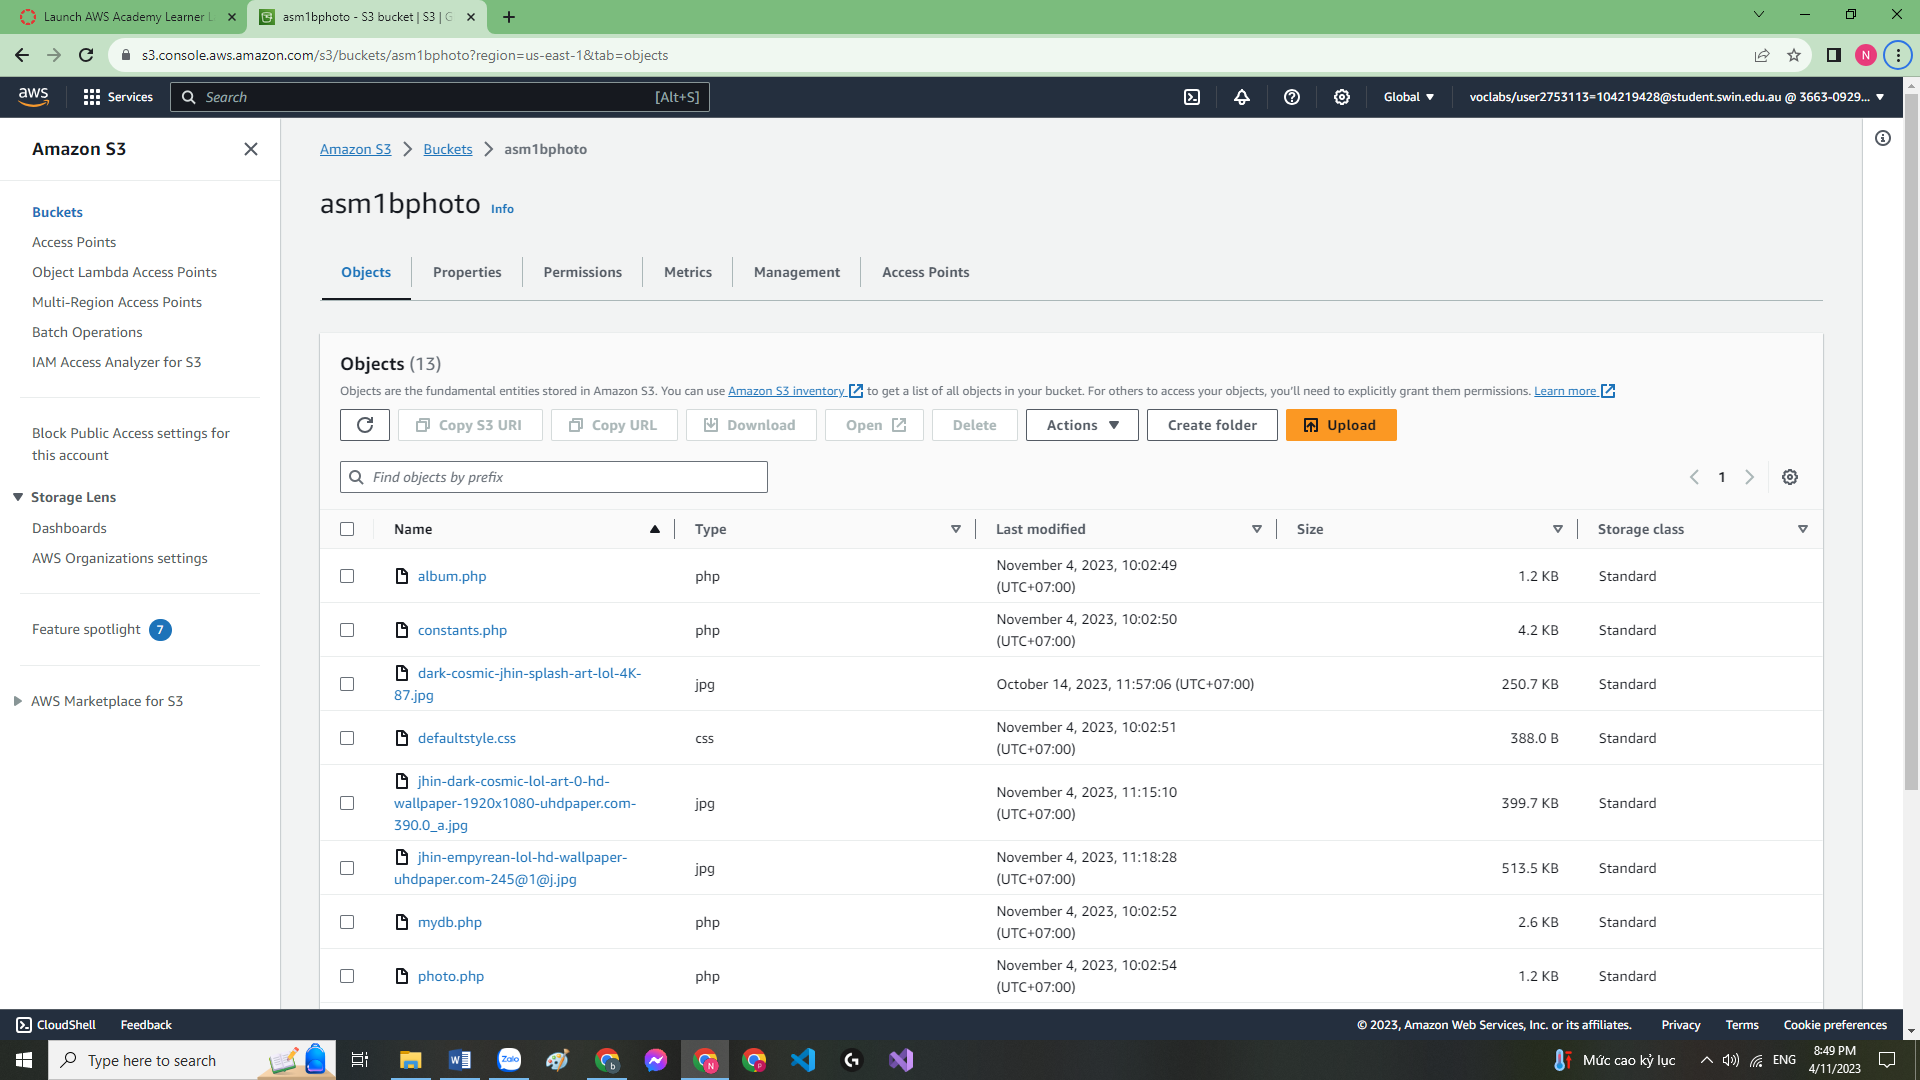 Launch AWS Academy Learner L
asm1bphoto - S3 bucket | S3 | G
s3.console.aws.amazon.com/s3/buckets/asm1bphoto?region=us-east-1&tab=objects
N
aws
Services
Search
[Alt+S]
Global
voclabs/user2753113=104219428@student.swin.edu.au @ 3663-0929...
Amazon S3
Buckets
Access Points
Object Lambda Access Points
Multi-Region Access Points
Batch Operations
IAM Access Analyzer for S3
Block Public Access settings for
this account
Storage Lens
Dashboards
AWS Organizations settings
Feature spotlight 7
AWS Marketplace for S3
Amazon S3 > Buckets > asm1bphoto
asm1bphoto Info
Objects
Properties
Permissions
Metrics
Management
Access Points
Objects (13)
Objects are the fundamental entities stored in Amazon S3. You can use Amazon S3 inventory to get a list of all objects in your bucket. For others to access your objects, you'll need to explicitly grant them permissions. Learn more
Copy S3 URI
Copy URL
Download
Open
Delete
Actions
Create folder
Upload
Find objects by prefix
1
Name
Type
Last modified
Size
Storage class
album.php
php
November 4, 2023, 10:02:49
(UTC+07:00)
1.2 KB
Standard
constants.php
php
November 4, 2023, 10:02:50
(UTC+07:00)
4.2 KB
Standard
dark-cosmic-jhin-splash-art-lol-4K-
87.jpg
jpg
October 14, 2023, 11:57:06 (UTC+07:00)
250.7 KB
Standard
defaultstyle.css
css
November 4, 2023, 10:02:51
(UTC+07:00)
388.0 B
Standard
jhin-dark-cosmic-lol-art-0-hd-
wallpaper-1920x1080-uhdpaper.com-
390.0_a.jpg
jpg
November 4, 2023, 11:15:10
(UTC+07:00)
399.7 KB
Standard
jhin-empyrean-lol-hd-wallpaper-
uhdpaper.com-245@1@j.jpg
jpg
November 4, 2023, 11:18:28
(UTC+07:00)
513.5 KB
Standard
mydb.php
php
November 4, 2023, 10:02:52
(UTC+07:00)
2.6 KB
Standard
photo.php
php
November 4, 2023, 10:02:54
(UTC+07:00)
1.2 KB
Standard
CloudShell
Feedback
© 2023, Amazon Web Services, Inc. or its affiliates.
Privacy
Terms
Cookie preferences
Type here to search
Zalo
Mức cao kỷ lục
ENG
8:49 PM
4/11/2023